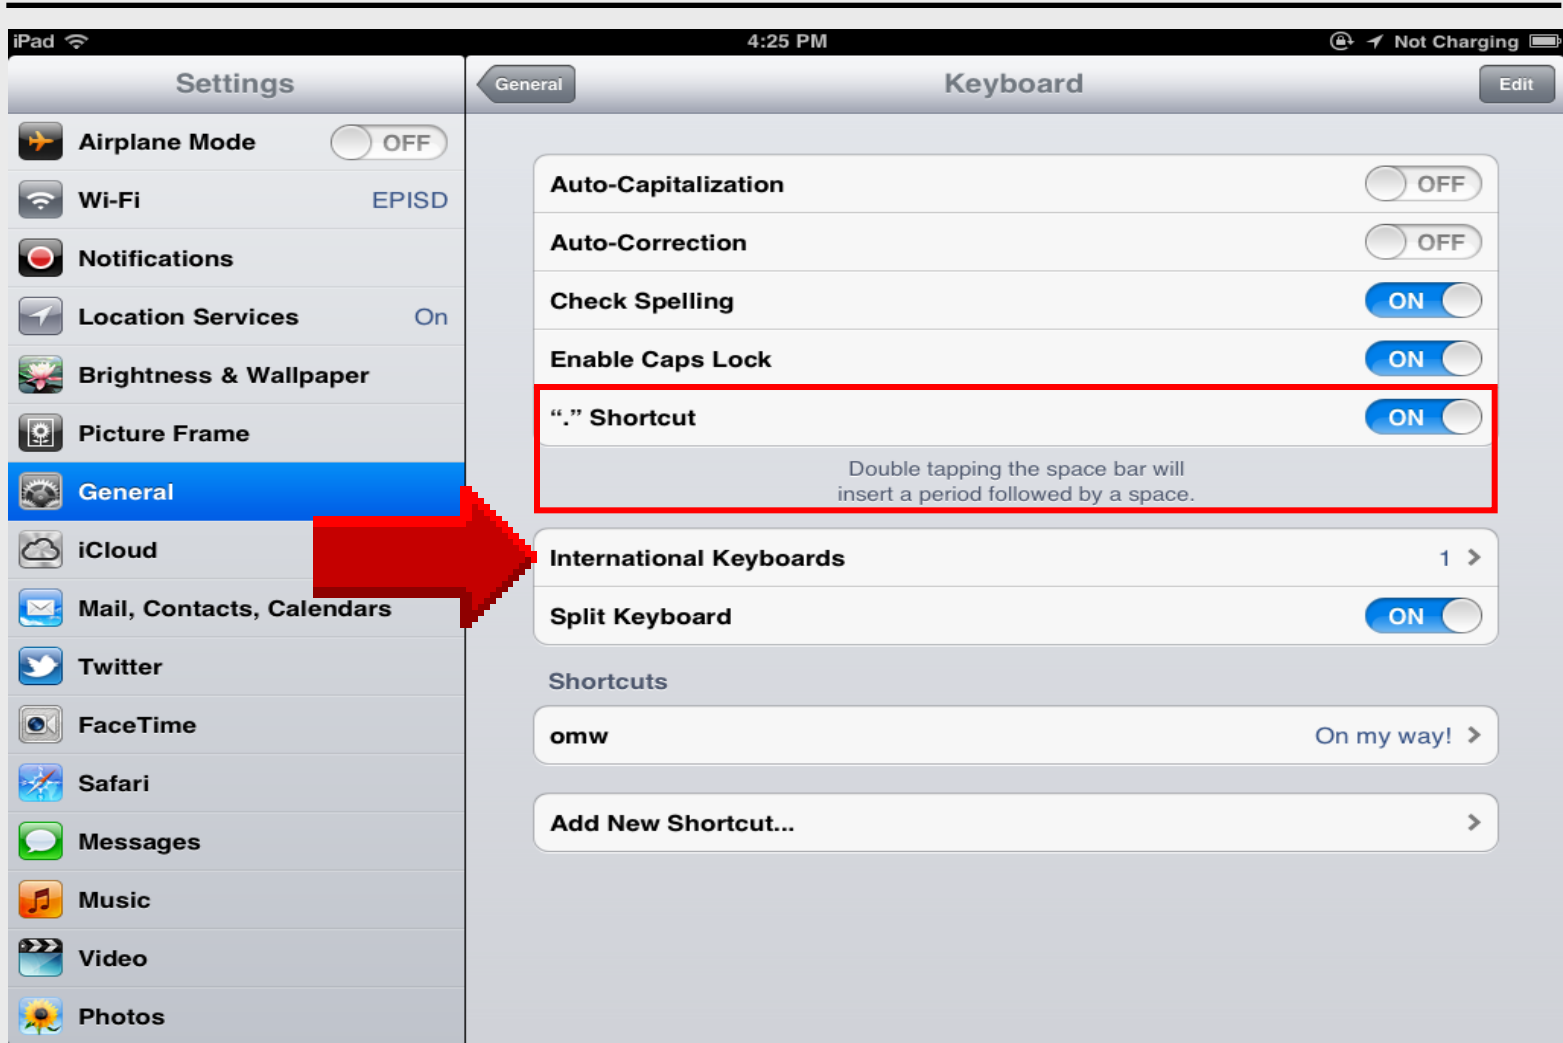 iPad 4:25 PM Not Charging
Settings
General Keyboard Edit
Airplane Mode OFF
Wi-Fi EPISD
Notifications
Location Services On
Brightness & Wallpaper
Picture Frame
General
iCloud
Mail, Contacts, Calendars
Twitter
FaceTime
Safari
Messages
Music
Video
Photos
Auto-Capitalization OFF
Auto-Correction OFF
Check Spelling ON
Enable Caps Lock ON
“.” Shortcut ON
Double tapping the space bar will
insert a period followed by a space.
International Keyboards 1
Split Keyboard ON
Shortcuts
omw On my way!
Add New Shortcut...